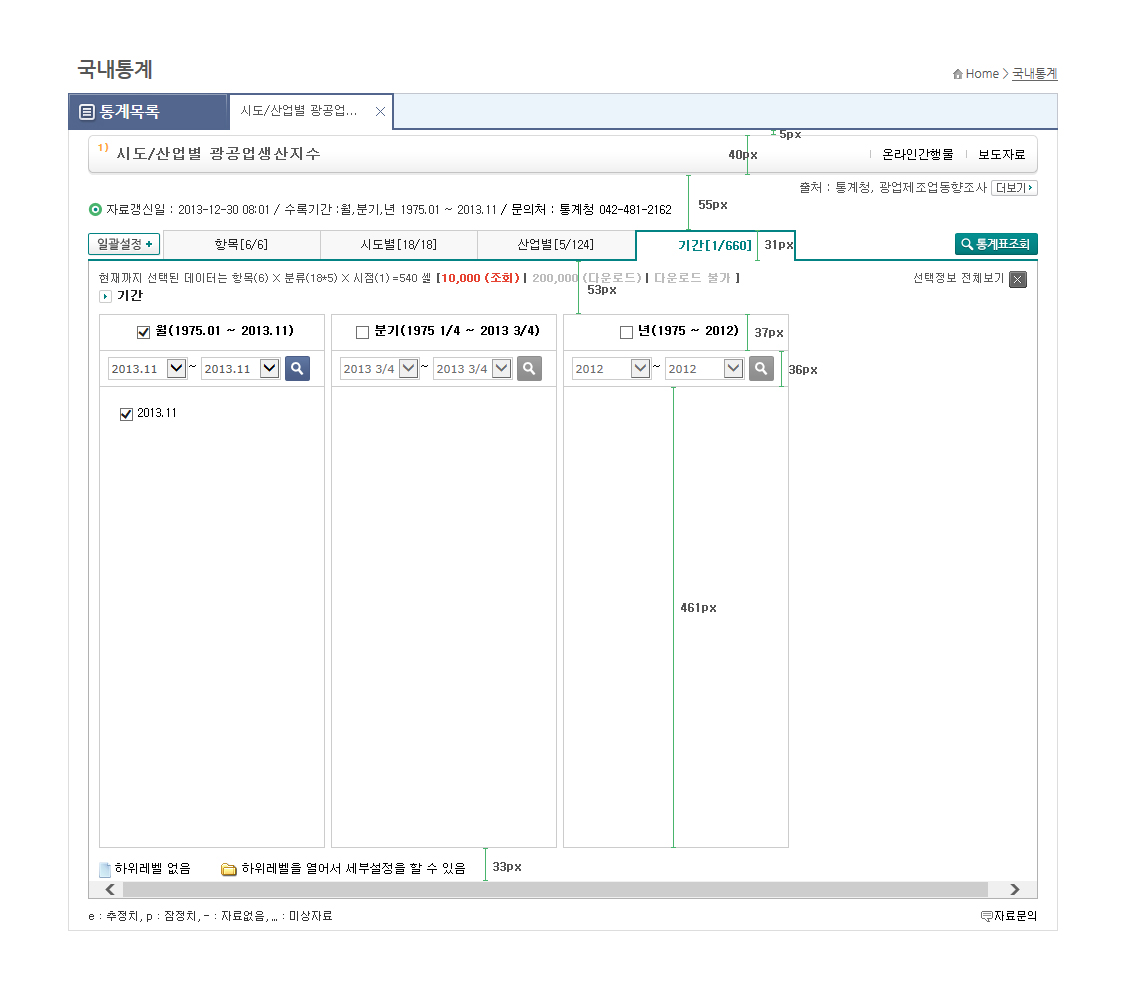 국내통계
Home > 국내통계
통계목록
시도/산업별 광공업...
5px
1) 시도/산업별 광공업생산지수
40px
온라인간행물
보도자료
출처 : 통계청, 광업제조업동향조사 더보기
자료갱신일 : 2013-12-30 08:01 / 수록기간 :월,분기,년 1975.01 ~ 2013.11 / 문의처 : 통계청 042-481-2162
55px
일괄설정 +
항목[6/6]
시도별[18/18]
산업별[5/124]
기간[1/660]
31px
통계표조회
현재까지 선택된 데이터는 항목(6) X 분류(18*5) X 시점(1) =540 셀 [10,000 (조회) | 200,000 (다운로드) | 다운로드 불가 ]
선택정보 전체보기
53px
기간
월(1975.01 ~ 2013.11)
분기(1975 1/4 ~ 2013 3/4)
년(1975 ~ 2012)
37px
2013.11 ~ 2013.11
2013 3/4 ~ 2013 3/4
2012 ~ 2012
36px
2013.11
461px
하위레벨 없음
하위레벨을 열어서 세부설정을 할 수 있음
33px
e : 추정치, p : 잠정치, - : 자료없음, ... : 미상자료
자료문의